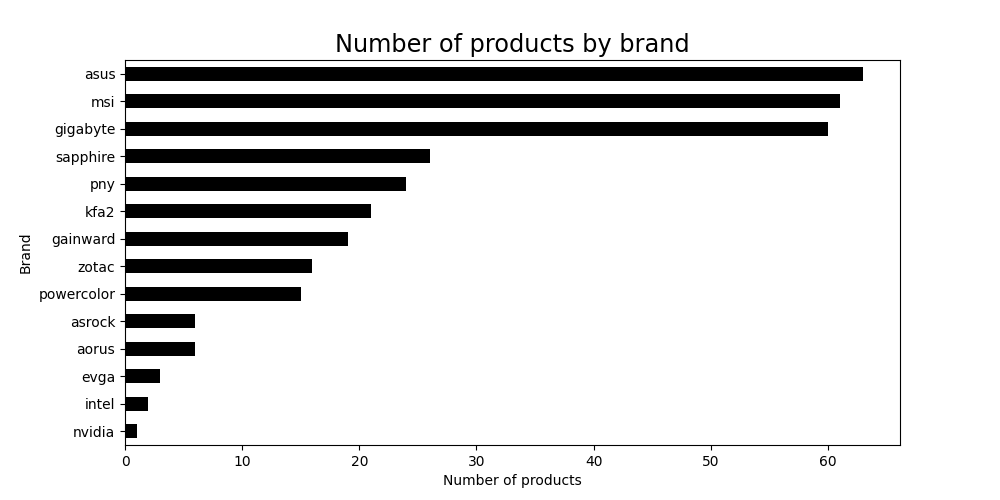 Number of products by brand
asus
msi
gigabyte
sapphire
pny
kfa2
gainward
Brand
zotac
powercolor
asrock
aorus
evga
intel
nvidia
0 10 20 30 40 50 60
Number of products